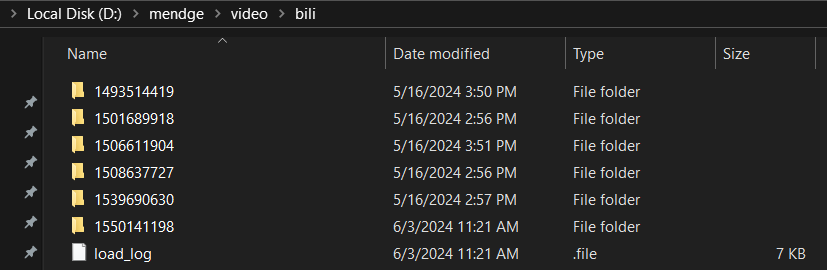 Local Disk (D:) > mendge > video > bili
Name Date modified Type Size
1493514419 5/16/2024 3:50 PM File folder
1501689918 5/16/2024 2:56 PM File folder
1506611904 5/16/2024 3:51 PM File folder
1508637727 5/16/2024 2:56 PM File folder
1539690630 5/16/2024 2:57 PM File folder
1550141198 6/3/2024 11:21 AM File folder
load_log 6/3/2024 11:21 AM .file 7 KB